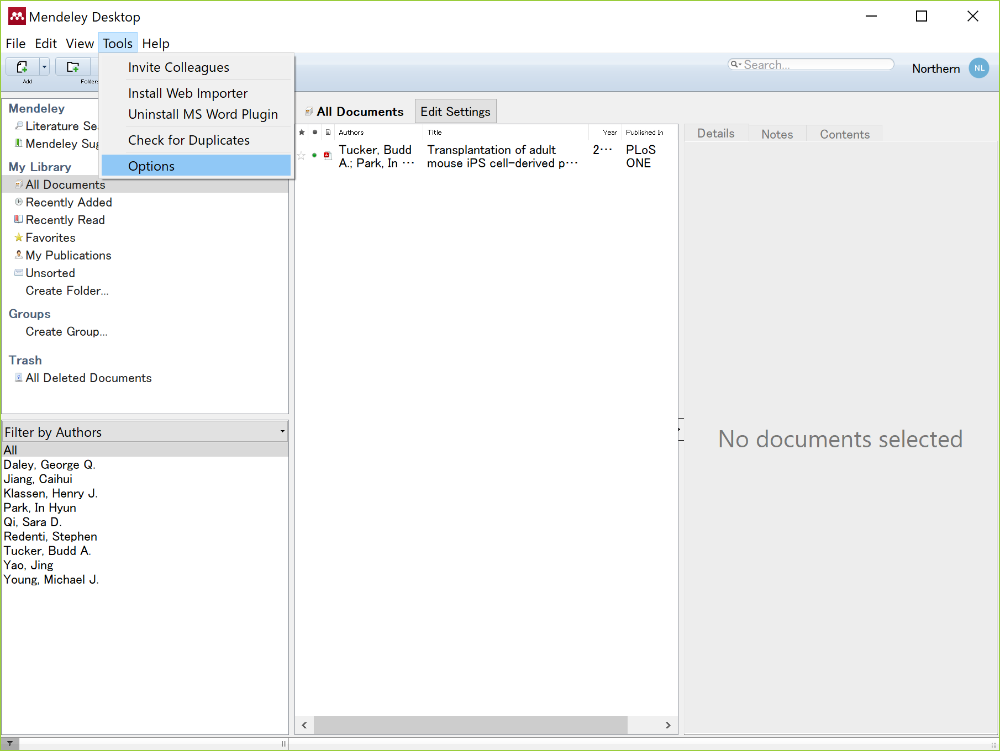 Mendeley Desktop
File Edit View Tools Help
Add
Folders
Invite Colleagues
Install Web Importer
Uninstall MS Word Plugin
Check for Duplicates
Options
Search...
Northern
NL
Mendeley
Literature Sea
Mendeley Sug
My Library
All Documents
Recently Added
Recently Read
Favorites
My Publications
Unsorted
Create Folder...
Groups
Create Group...
Trash
All Deleted Documents
Filter by Authors
All
Daley, George Q.
Jiang, Caihui
Klassen, Henry J.
Park, In Hyun
Qi, Sara D.
Redenti, Stephen
Tucker, Budd A.
Yao, Jing
Young, Michael J.
All Documents Edit Settings
Authors Title Year Published In
Tucker, Budd Transplantation of adult 2··· PLoS
A.; Park, In ··· mouse iPS cell-derived p··· ONE
Details Notes Contents
No documents selected